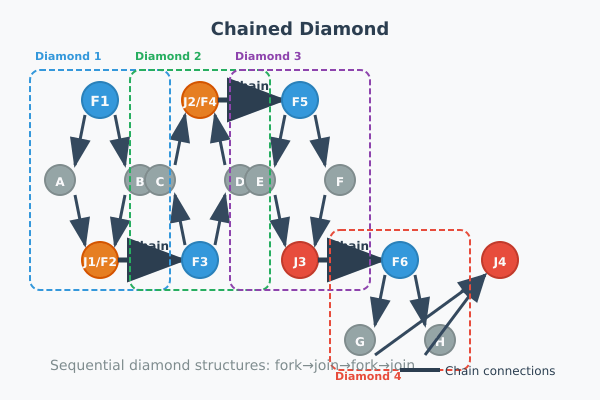 Chained Diamond
Diamond 1
Diamond 2
Diamond 3
F1
J2/F4
chain
F5
A
B
C
D
E
F
J1/F2
chain
F3
J3
chain
F6
J4
G
H
Sequential diamond structures: fork→join→fork→join
Diamond 4
Chain connections